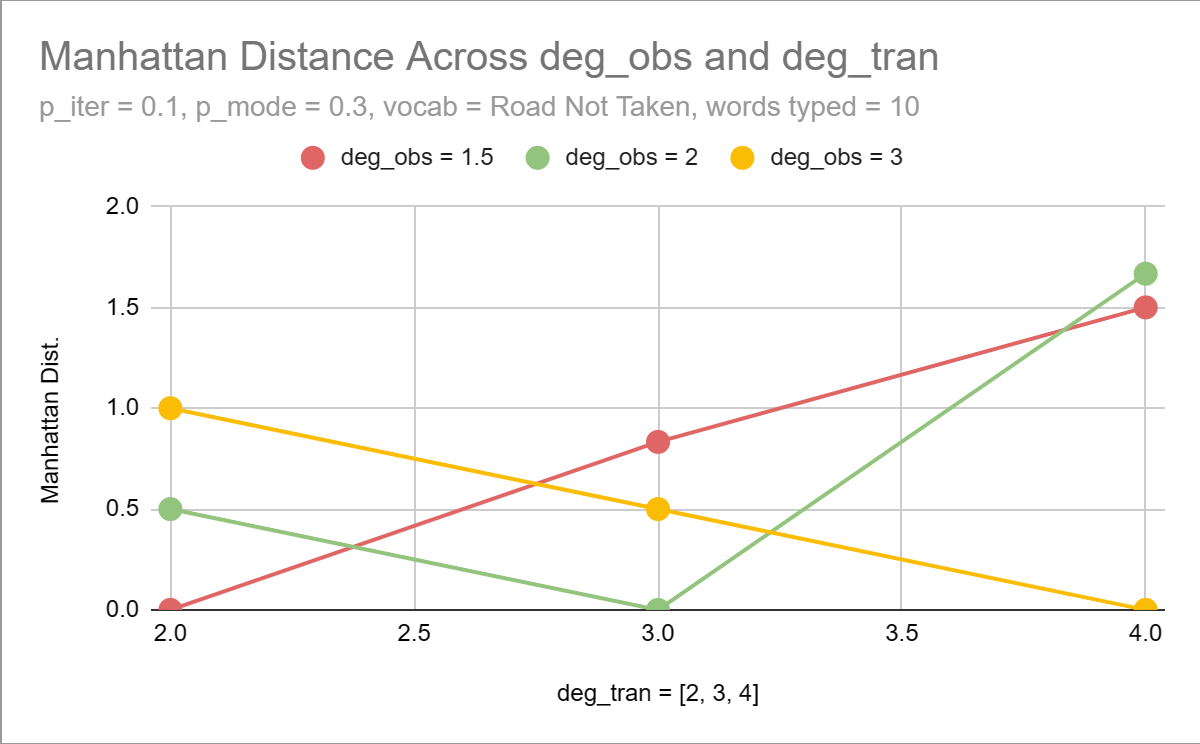 Manhattan Distance Across deg_obs and deg_tran
p_iter = 0.1, p_mode = 0.3, vocab = Road Not Taken, words typed = 10
deg_obs = 1.5 deg_obs = 2 deg_obs = 3
2.0
1.5
1.0
0.5
0.0
Manhattan Dist.
2.0 2.5 3.0 3.5 4.0
deg_tran = [2, 3, 4]